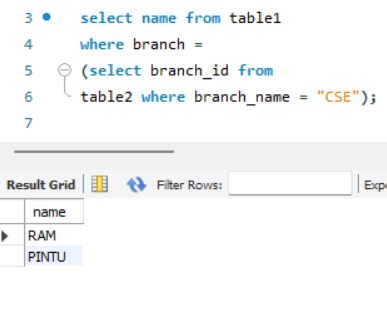 3 select name from table1
4 where branch =
5 (select branch_id from
6 table2 where branch_name = "CSE");
7
Result Grid Filter Rows: Expo
name
RAM
PINTU